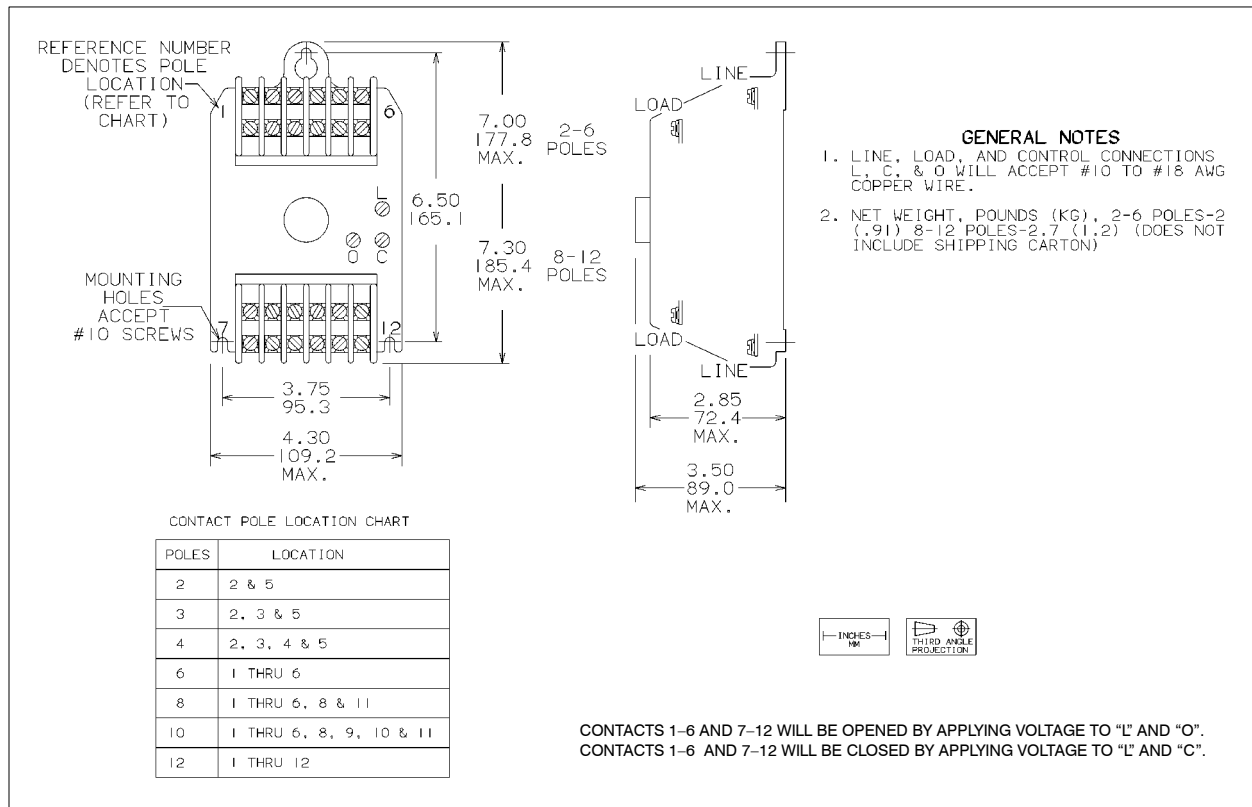 REFERENCE NUMBER
DENOTES POLE
LOCATION
(REFER TO
CHART)
1
6
7.00
177.8
MAX.
2-6
POLES
6.50
165.1
L
O C
7.30
185.4
MAX.
8-12
POLES
MOUNTING
HOLES
ACCEPT
#10 SCREWS
7
12
3.75
95.3
4.30
109.2
MAX.
LINE
LOAD
LOAD
LINE
2.85
72.4
MAX.
3.50
89.0
MAX.
GENERAL NOTES
1. LINE, LOAD, AND CONTROL CONNECTIONS
L, C, & O WILL ACCEPT #10 TO #18 AWG
COPPER WIRE.
2. NET WEIGHT, POUNDS (KG), 2-6 POLES-2
(.91) 8-12 POLES-2.7 (1.2) (DOES NOT
INCLUDE SHIPPING CARTON)
CONTACT POLE LOCATION CHART
POLES LOCATION
2 2 & 5
3 2, 3 & 5
4 2, 3, 4 & 5
6 1 THRU 6
8 1 THRU 6, 8 & 11
10 1 THRU 6, 8, 9, 10 & 11
12 1 THRU 12
INCHES
MM
THIRD ANGLE
PROJECTION
CONTACTS 1–6 AND 7–12 WILL BE OPENED BY APPLYING VOLTAGE TO “L” AND “O”.
CONTACTS 1–6 AND 7–12 WILL BE CLOSED BY APPLYING VOLTAGE TO “L” AND “C”.